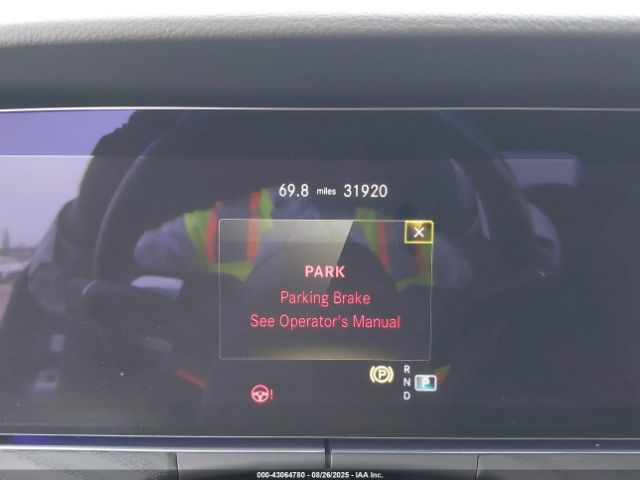 69.8 miles 31920
PARK
Parking Brake
See Operator's Manual
P
R
N P
D
!
000-43064780 - 08/26/2025 - IAA Inc.